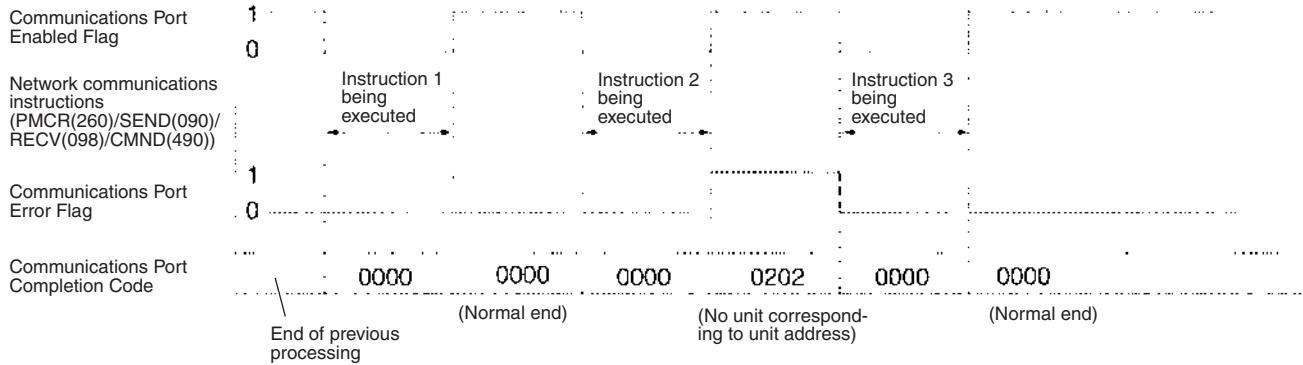 Communications Port
Enabled Flag
1
0
Network communications
instructions
(PMCR(260)/SEND(090)/
RECV(098)/CMND(490))
Instruction 1
being
executed
Instruction 2
being
executed
Instruction 3
being
executed
Communications Port
Error Flag
1
0
Communications Port
Completion Code
0000
0000
0000
0202
0000
0000
End of previous
processing
(Normal end)
(No unit correspond-
ing to unit address)
(Normal end)